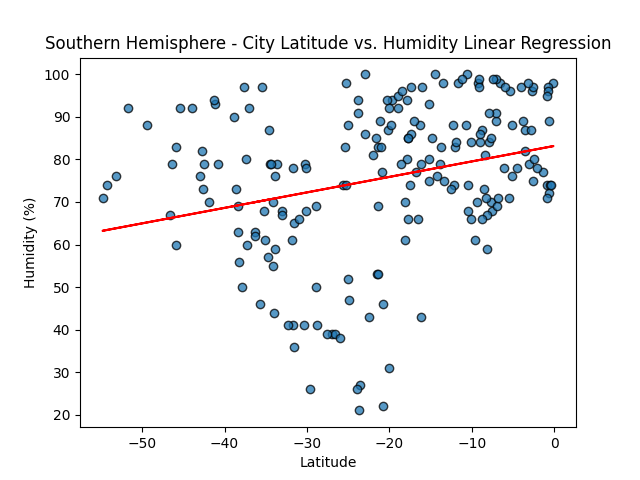 Southern Hemisphere - City Latitude vs. Humidity Linear Regression
100
90
80
70
60
50
40
30
20
Humidity (%)
−50 −40 −30 −20 −10 0
Latitude